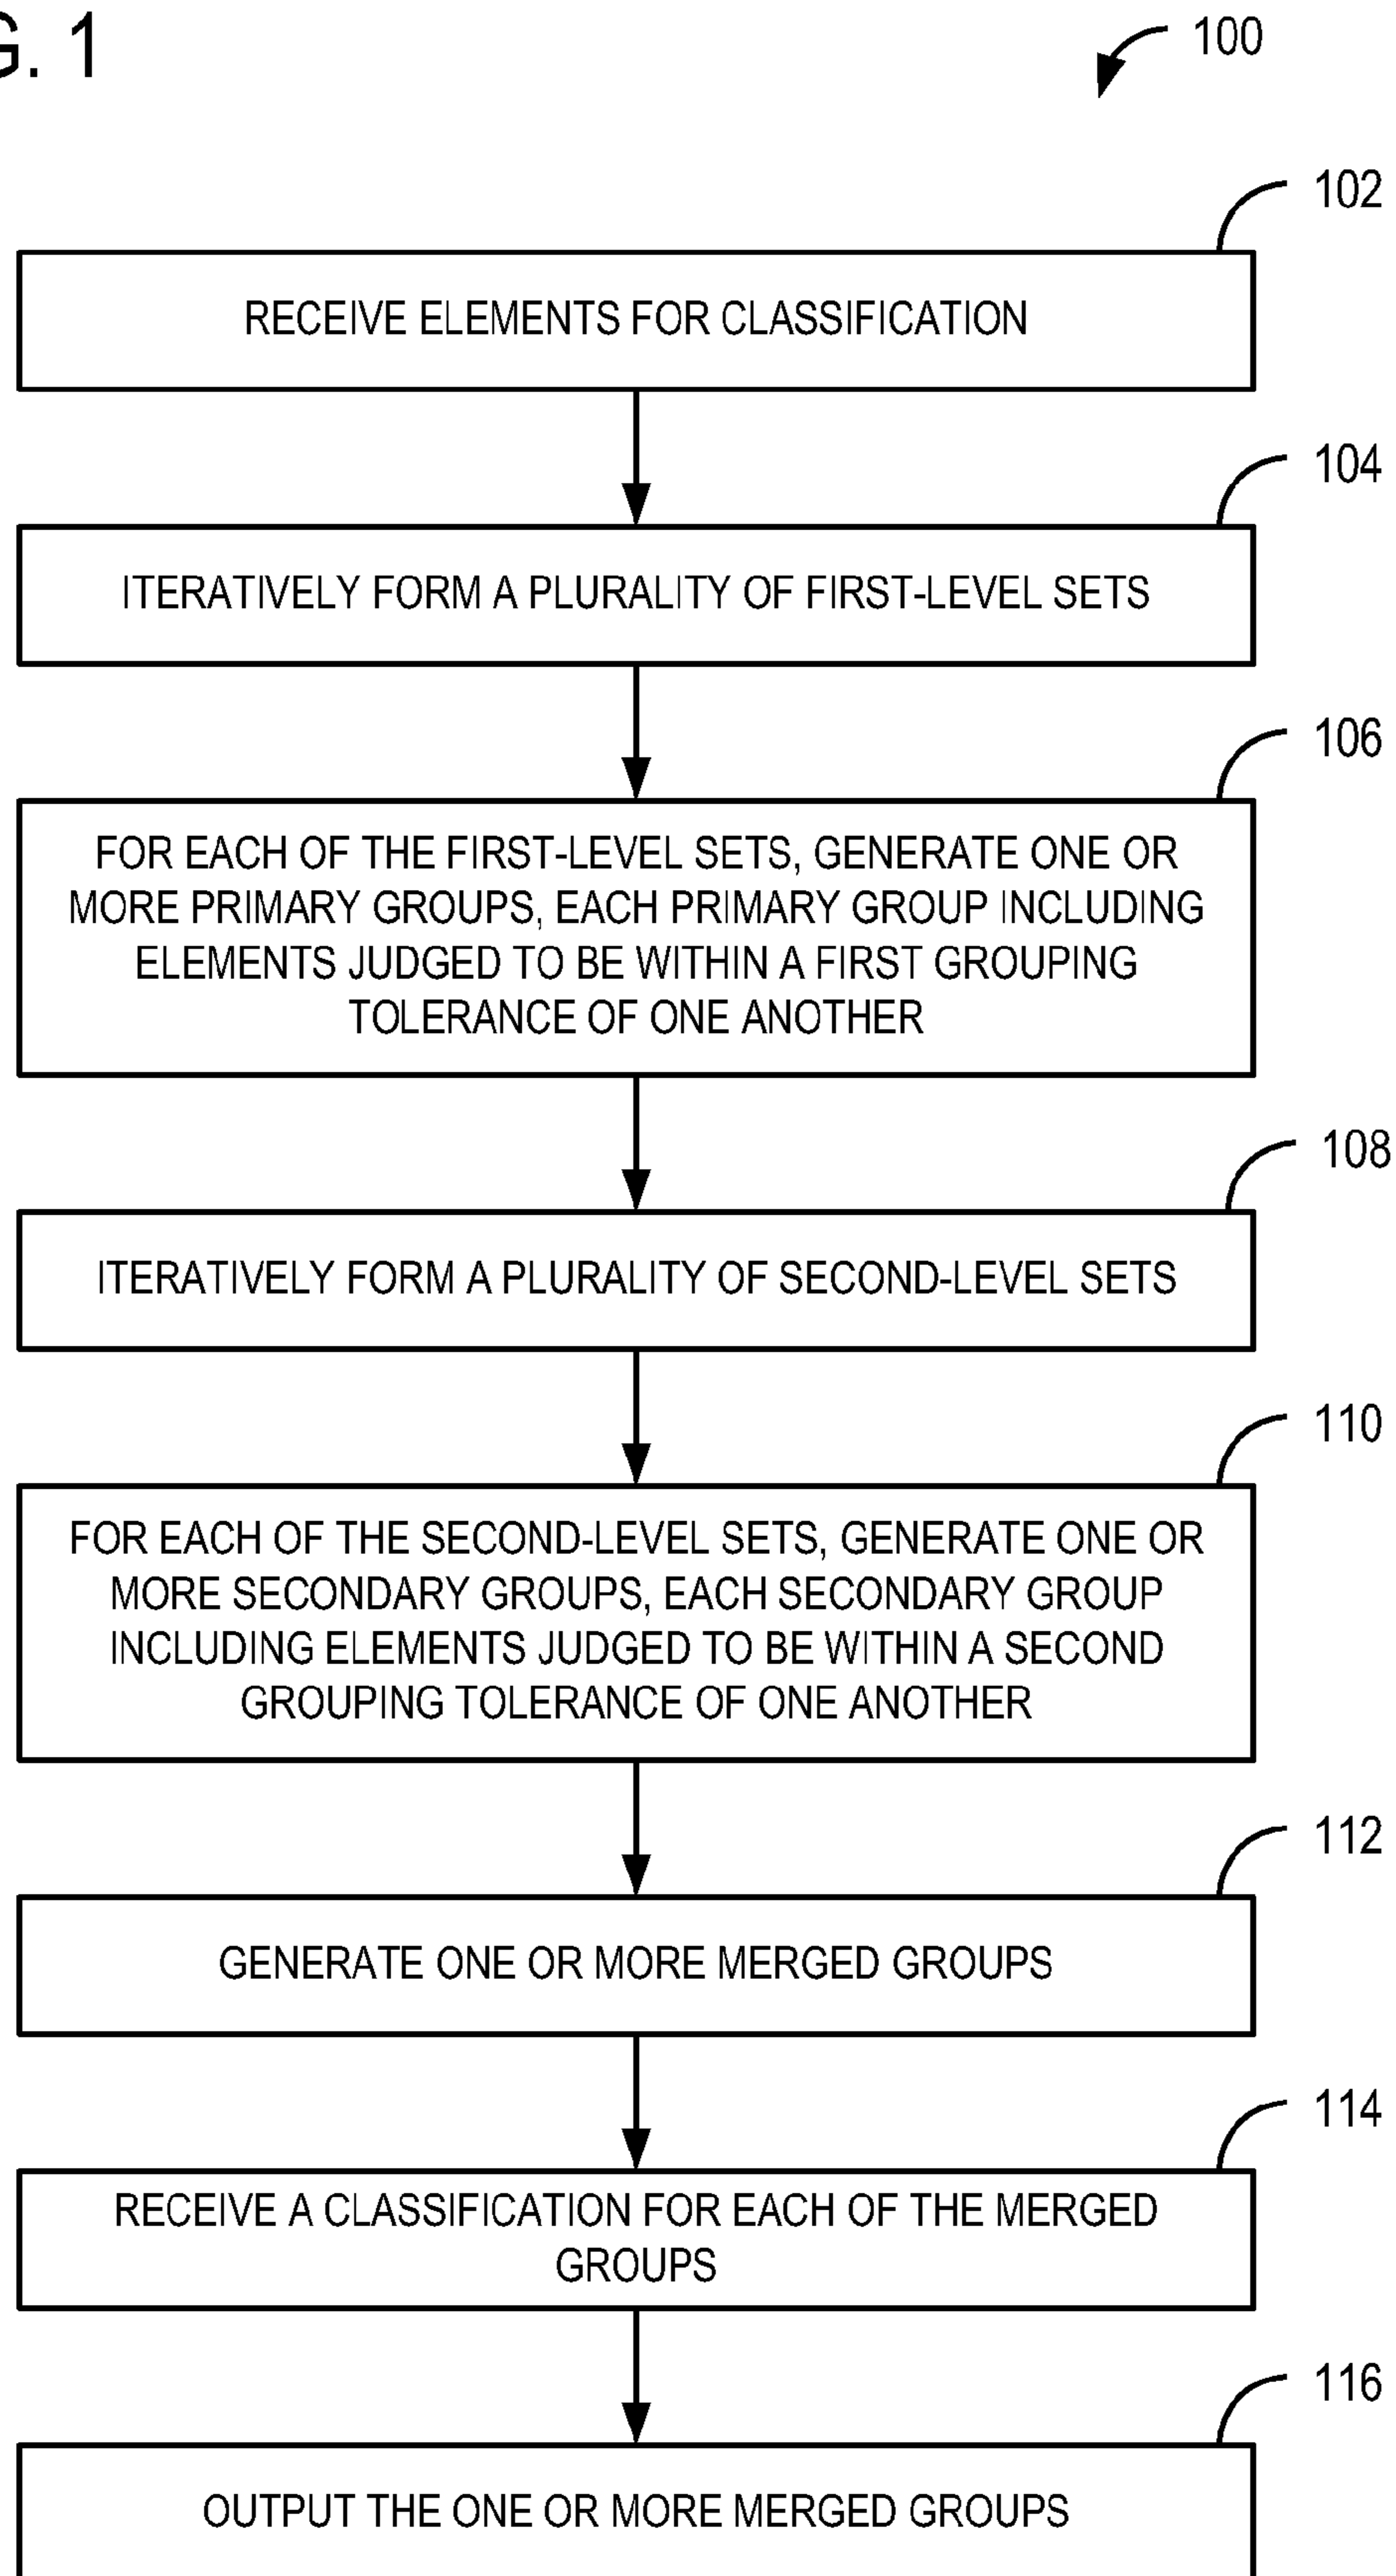 G. 1
100
102
RECEIVE ELEMENTS FOR CLASSIFICATION
104
ITERATIVELY FORM A PLURALITY OF FIRST-LEVEL SETS
106
FOR EACH OF THE FIRST-LEVEL SETS, GENERATE ONE OR
MORE PRIMARY GROUPS, EACH PRIMARY GROUP INCLUDING
ELEMENTS JUDGED TO BE WITHIN A FIRST GROUPING
TOLERANCE OF ONE ANOTHER
108
ITERATIVELY FORM A PLURALITY OF SECOND-LEVEL SETS
110
FOR EACH OF THE SECOND-LEVEL SETS, GENERATE ONE OR
MORE SECONDARY GROUPS, EACH SECONDARY GROUP
INCLUDING ELEMENTS JUDGED TO BE WITHIN A SECOND
GROUPING TOLERANCE OF ONE ANOTHER
112
GENERATE ONE OR MORE MERGED GROUPS
114
RECEIVE A CLASSIFICATION FOR EACH OF THE MERGED
GROUPS
116
OUTPUT THE ONE OR MORE MERGED GROUPS